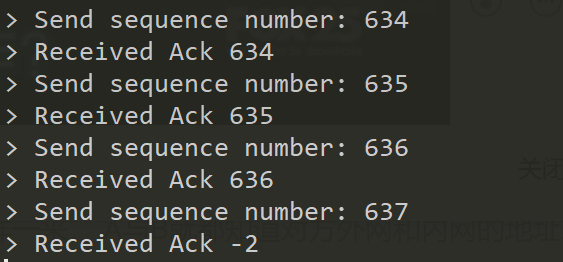 > Send sequence number: 634
> Received Ack 634
> Send sequence number: 635
> Received Ack 635
> Send sequence number: 636
关闭
> Received Ack 636
> Send sequence number: 637
> Received Ack -2